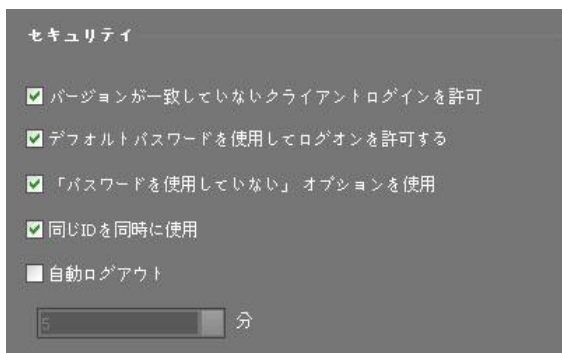 セキュリティ
バージョンが一致していないクライアントログインを許可
デフォルトパスワードを使用してログオンを許可する
「パスワードを使用していない」 オプションを使用
同じIDを同時に使用
自動ログアウト
5 分